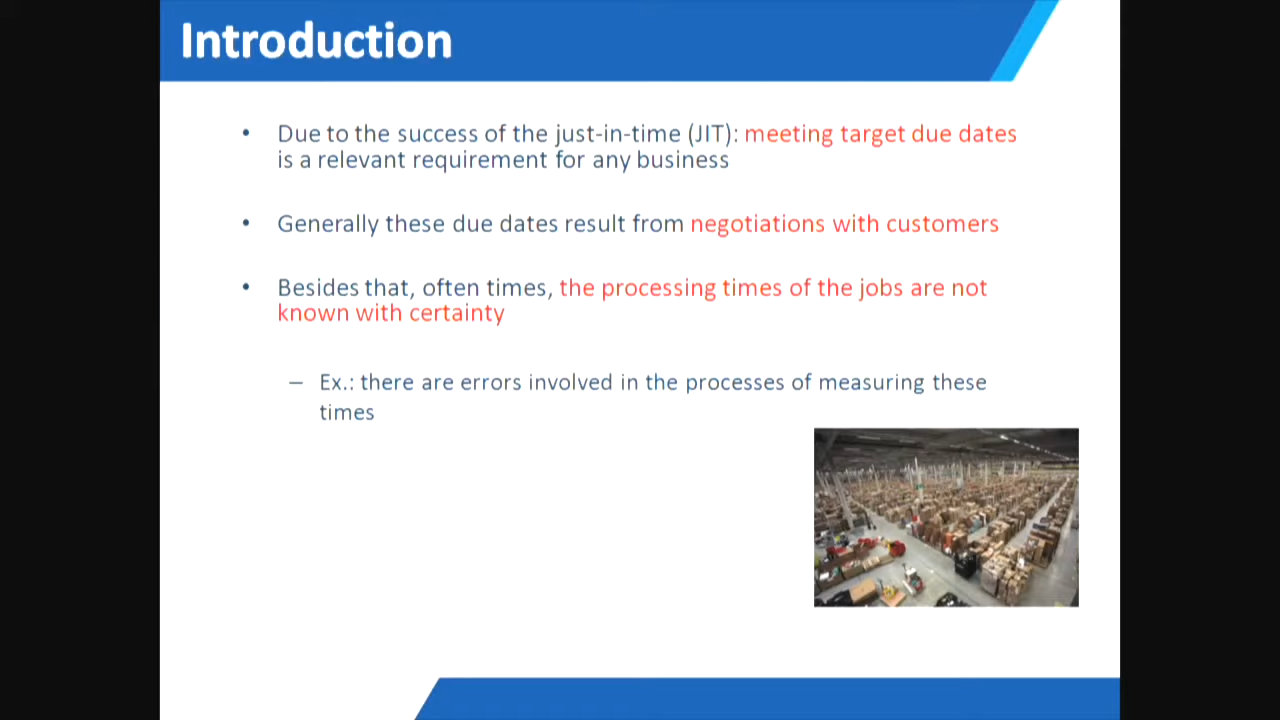 Introduction
• Due to the success of the just-in-time (JIT): meeting target due dates
is a relevant requirement for any business
• Generally these due dates result from negotiations with customers
• Besides that, often times, the processing times of the jobs are not
known with certainty
– Ex.: there are errors involved in the processes of measuring these
times